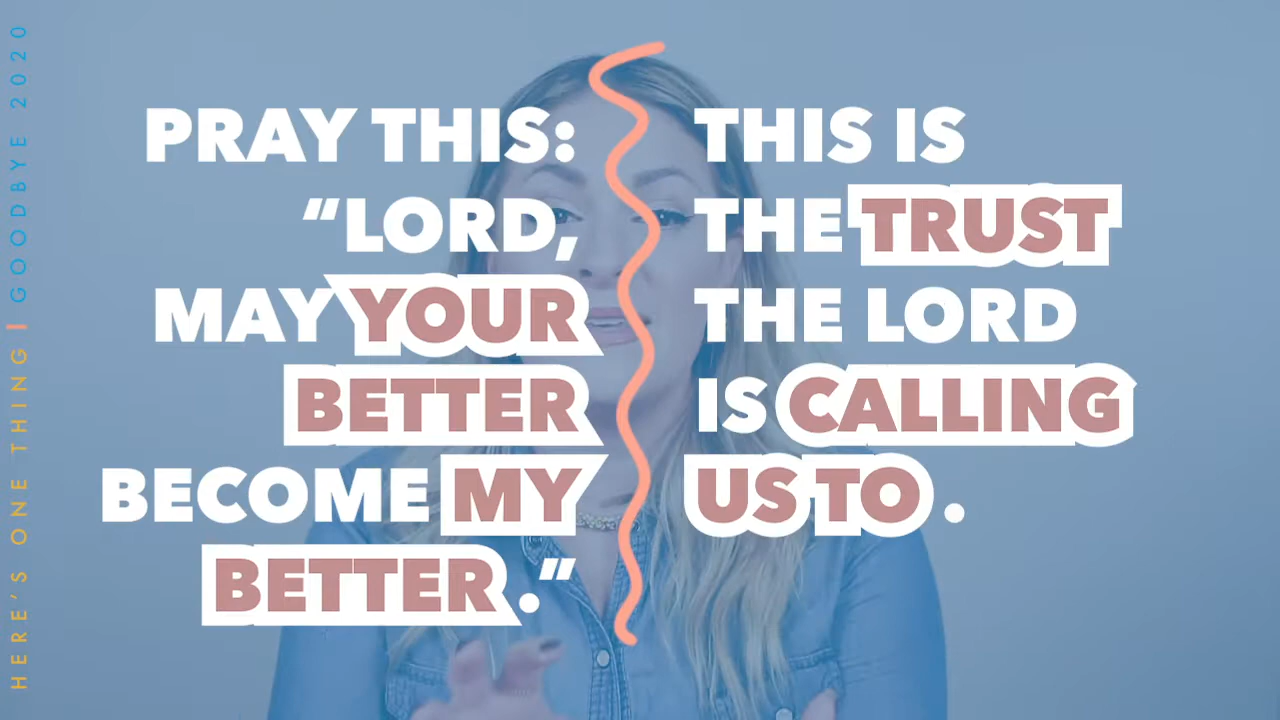 HERE'S ONE THING | GOODBYE 2020
PRAY THIS:
"LORD,
MAY YOUR
BETTER
BECOME MY
BETTER."
THIS IS
THE TRUST
THE LORD
IS CALLING
US TO.